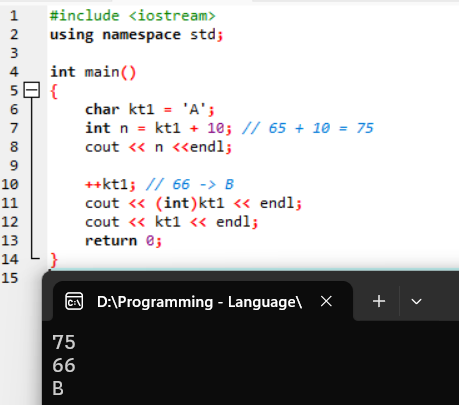 1 #include <iostream>
2 using namespace std;
3
4 int main()
5 {
6 char kt1 = 'A';
7 int n = kt1 + 10; // 65 + 10 = 75
8 cout << n <<endl;
9
10 ++kt1; // 66 -> B
11 cout << (int)kt1 << endl;
12 cout << kt1 << endl;
13 return 0;
14 }
15
C:\ D:\Programming - Language\ × +
75
66
B